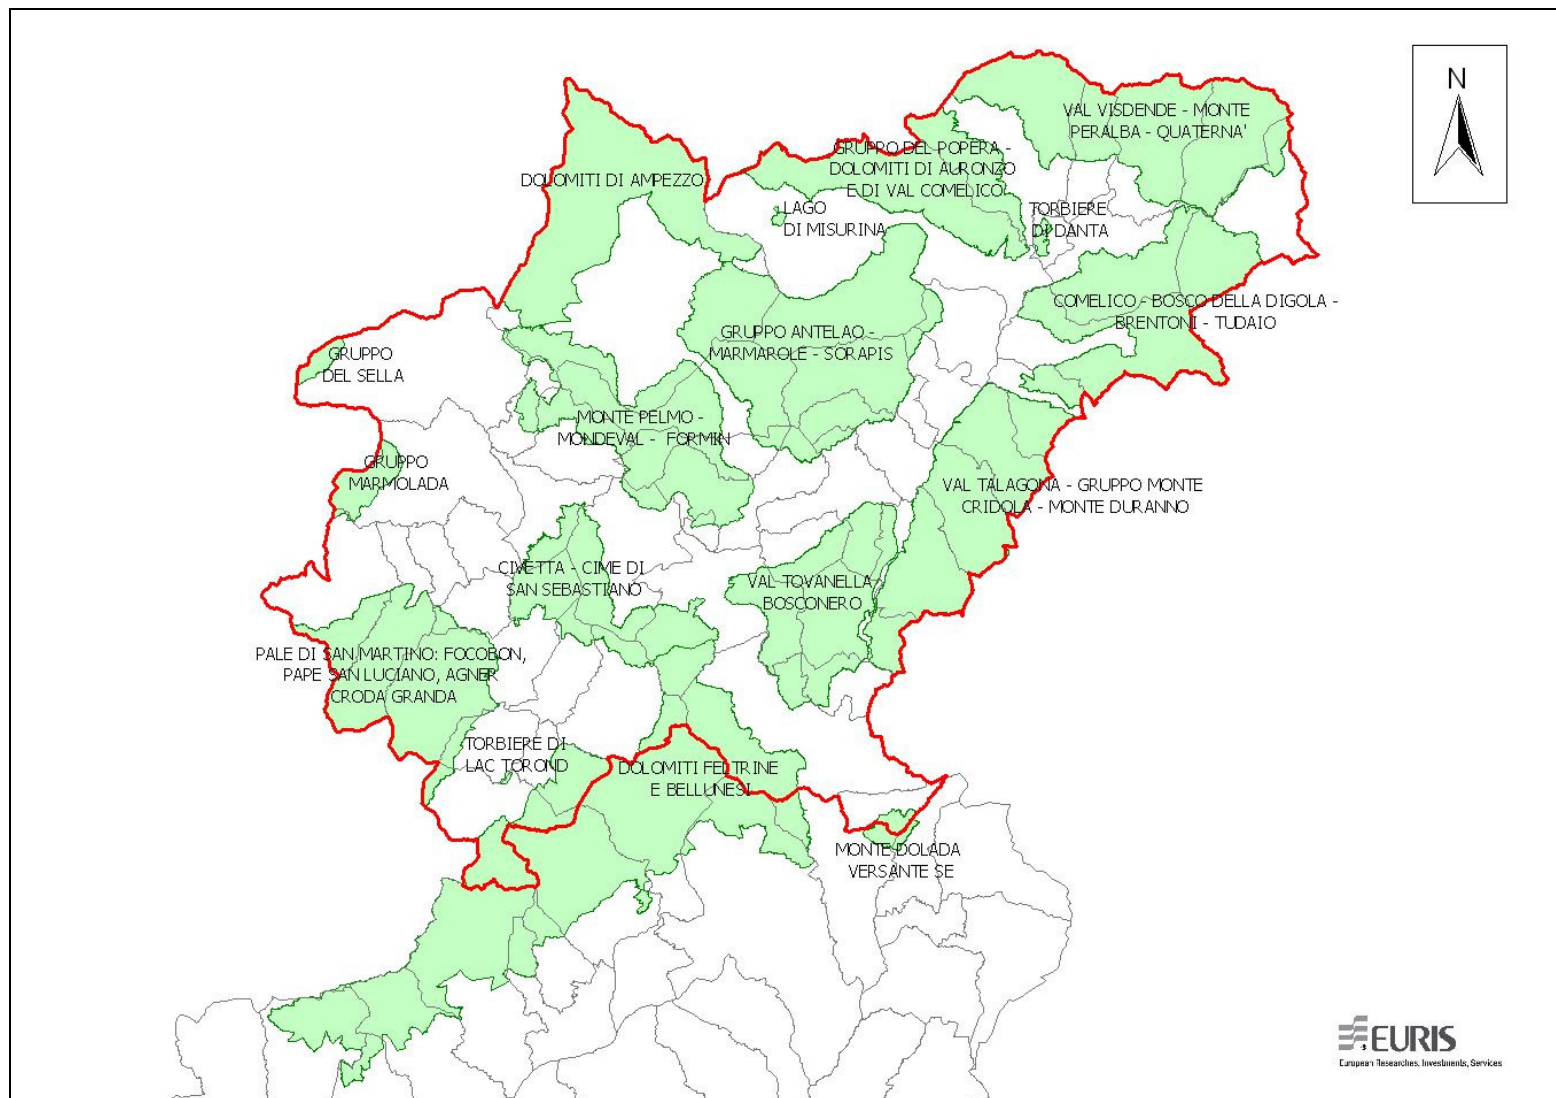 N
VAL VISDENDE - MONTE
PERALBA - QUATERNA'
GRUPPO DEL POPERA -
DOLOMITI DI AURONZO
E DI VAL COMELICO
DOLOMITI DI AMPEZZO
LAGO
DI MISURINA
TORBIERE
DI DANTA
COMELICO - BOSCO DELLA DIGOLA -
BRENTONI - TUDAIO
GRUPPO ANTELAO -
MARMAROLE - SORAPIS
GRUPPO
DEL SELLA
MONTE PELMO -
MONDEVAL - FORMIN
GRUPPO
MARMOLADA
VAL TALAGONA - GRUPPO MONTE
CRIDOLA - MONTE DURANNO
CIVETTA - CIME DI
SAN SEBASTIANO
VAL TOVANELLA
BOSCONERO
PALE DI SAN MARTINO: FOCOBON,
PAPE SAN LUCIANO, AGNER
CRODA GRANDA
TORBIERE DI
LAC TOROND
DOLOMITI FELTRINE
E BELLUNESI
MONTE DOLADA
VERSANTE SE
EURIS
European Researches, Investments, Services